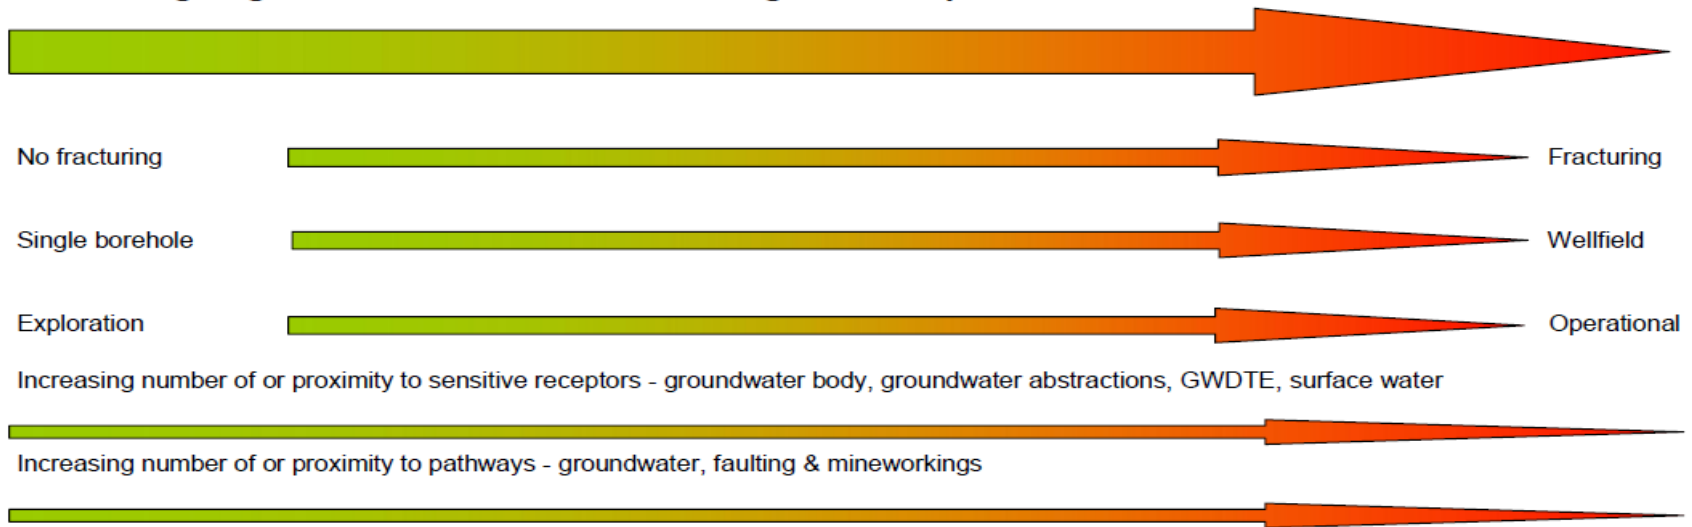 No fracturing
Fracturing
Single borehole
Wellfield
Exploration
Operational
Increasing number of or proximity to sensitive receptors - groundwater body, groundwater abstractions, GWDTE, surface water
Increasing number of or proximity to pathways - groundwater, faulting & mineworkings